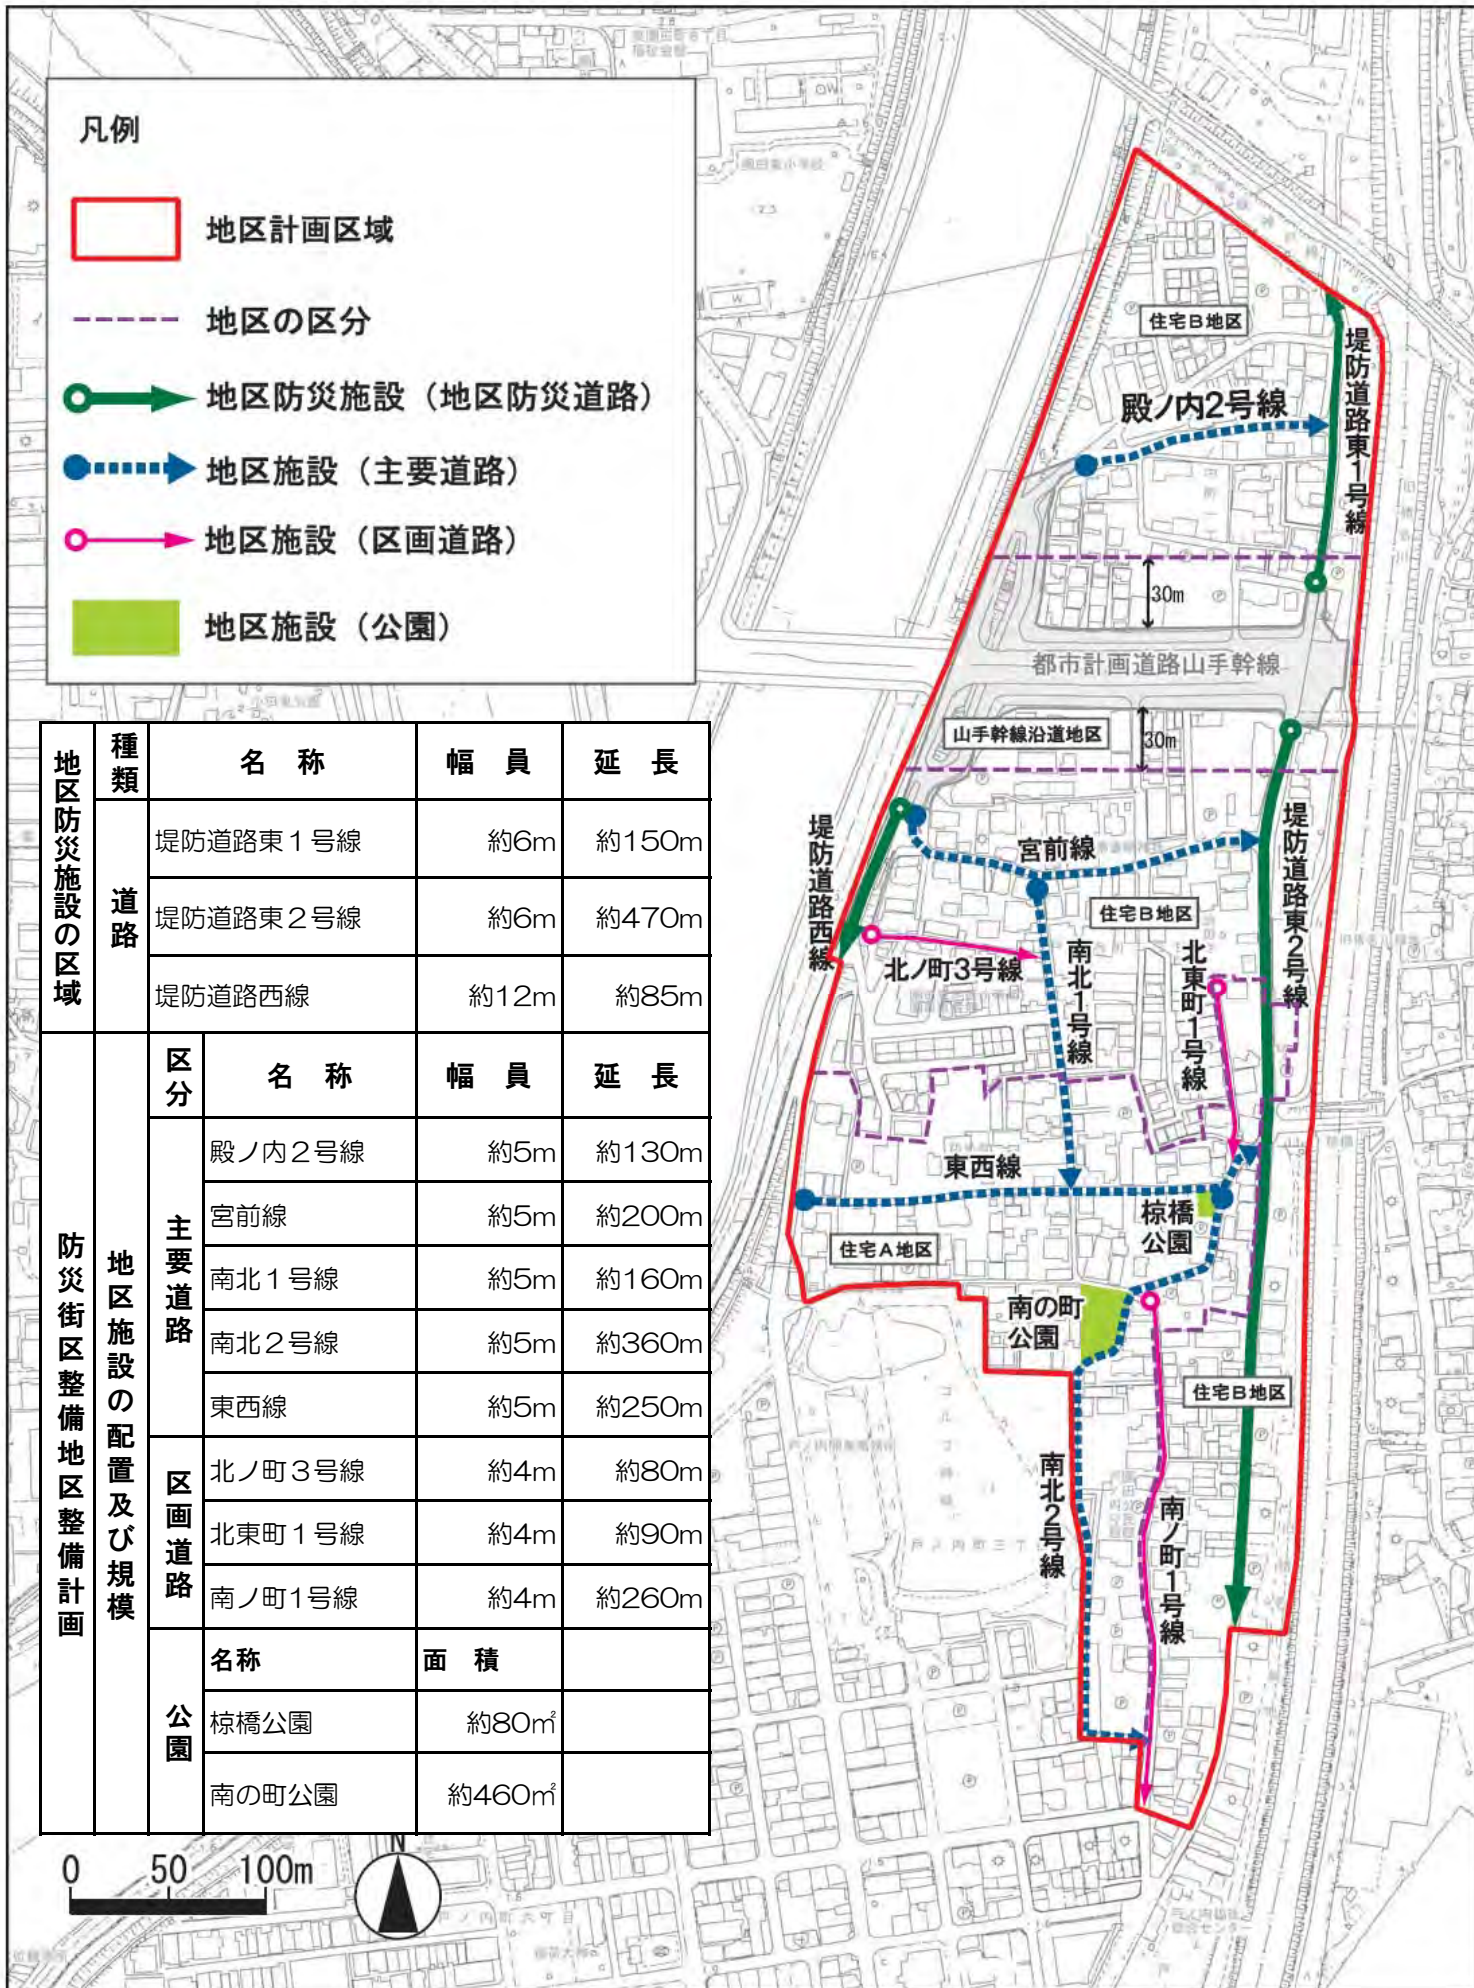 凡例
地区計画区域
地区の区分
地区防災施設（地区防災道路）
地区施設（主要道路）
地区施設（区画道路）
地区施設（公園）
地区防災施設の区域
種類
名 称 幅 員 延 長
道路
堤防道路東１号線 約6m 約150m
堤防道路東２号線 約6m 約470m
堤防道路西線 約12m 約85m
防災街区整備地区整備計画
地区施設の配置及び規模
区分
名 称 幅 員 延 長
主要道路
殿ノ内２号線 約5m 約130m
宮前線 約5m 約200m
南北１号線 約5m 約160m
南北２号線 約5m 約360m
東西線 約5m 約250m
区画道路
北ノ町３号線 約4m 約80m
北東町１号線 約4m 約90m
南ノ町1号線 約4m 約260m
公園
名称 面 積
椋橋公園 約80㎡
南の町公園 約460㎡
0 50 100m
N
住宅B地区
堤防道路東1号線
殿ノ内2号線
30m
都市計画道路山手幹線
山手幹線沿道地区
30m
堤防道路西線
宮前線
堤防道路東2号線
住宅B地区
北ノ町3号線
南北1号線
北東町1号線
東西線
椋橋
公園
住宅A地区
南の町
公園
住宅B地区
南北2号線
南ノ町1号線